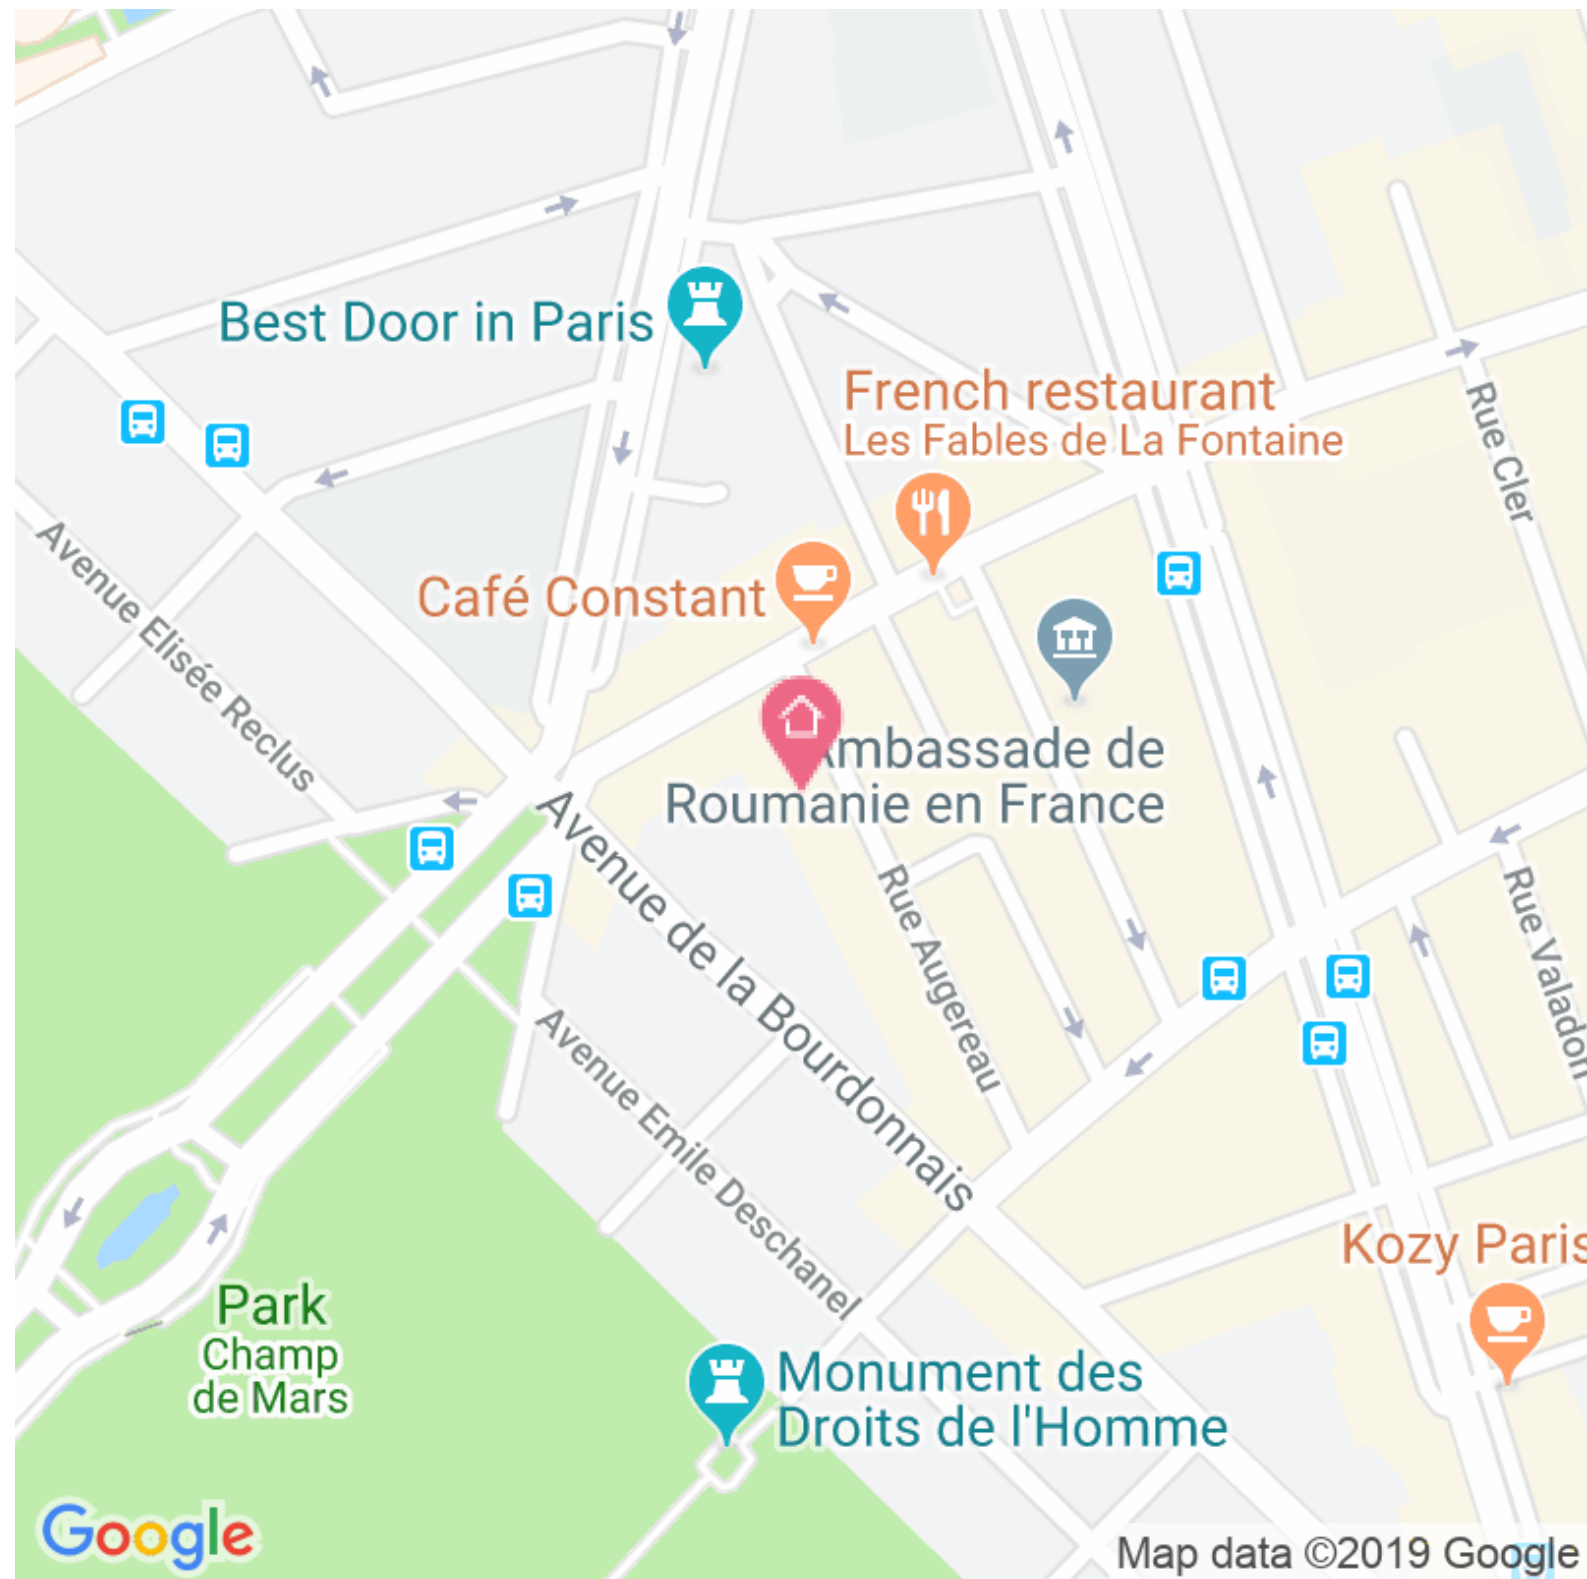 Best Door in Paris
French restaurant
Les Fables de La Fontaine
Rue Cler
Café Constant
Avenue Elisée Reclus
mbassade de
Roumanie en France
Avenue de la Bourdonnais
Rue Augereau
Rue Valadon
Avenue Emile Deschanel
Kozy Paris
Park
Champ
de Mars
Monument des
Droits de l'Homme
Google
Map data ©2019 Google